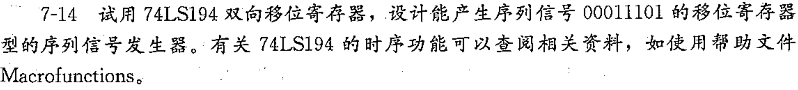 7-14 试用 74LS194 双向移位寄存器，设计能产生序列信号 00011101 的移位寄存器
型的序列信号发生器。有关 74LS194 的时序功能可以查阅相关资料，如使用帮助文件
Macrofunctions。